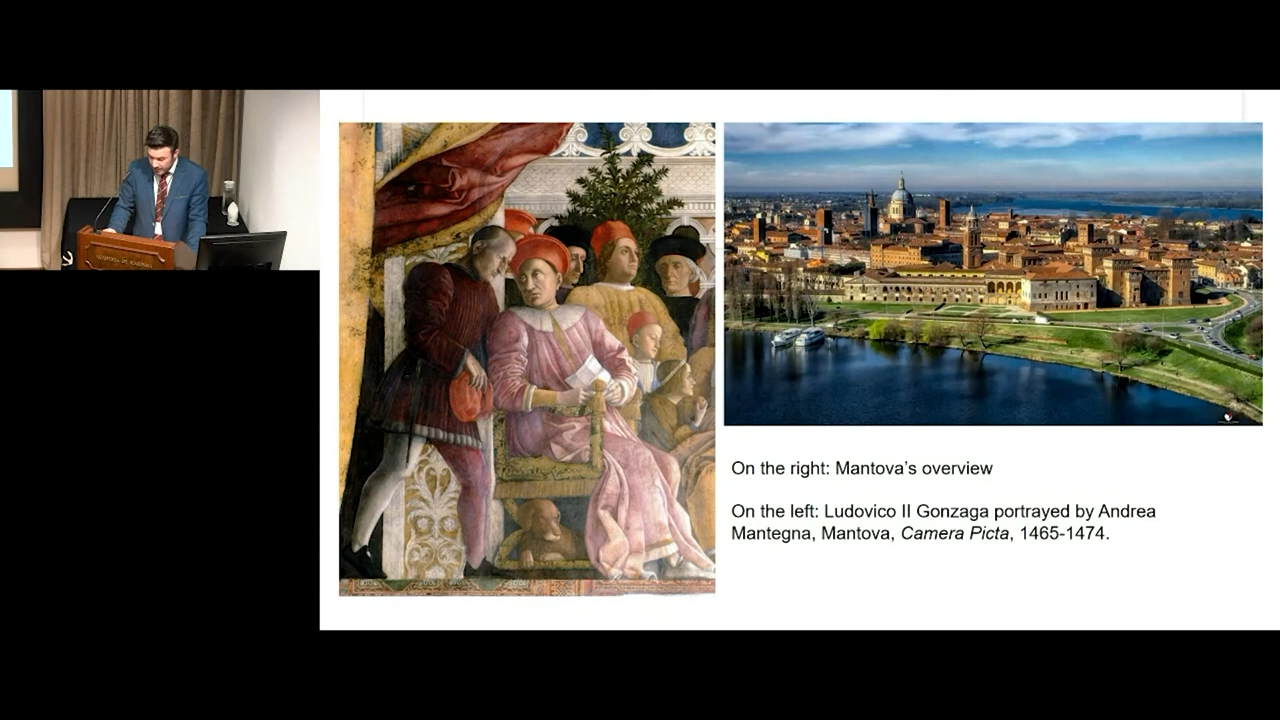 On the right: Mantova’s overview
On the left: Ludovico II Gonzaga portrayed by Andrea
Mantegna, Mantova, Camera Picta, 1465-1474.